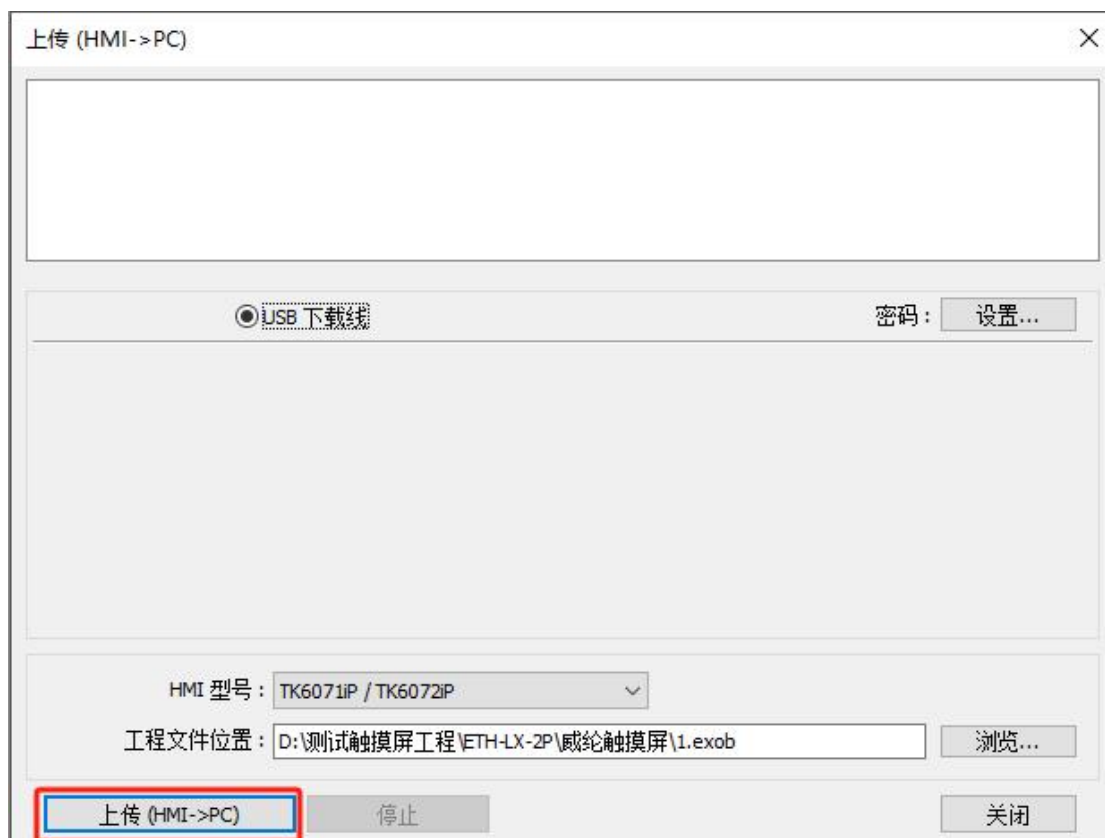 上传 (HMI->PC)
USB 下载线
密码： 设置...
HMI 型号： TK6071iP / TK6072iP
工程文件位置： D:\测试触摸屏工程\ETH-LX-2P\威纶触摸屏\1.exob 浏览...
上传 (HMI->PC) 停止 关闭